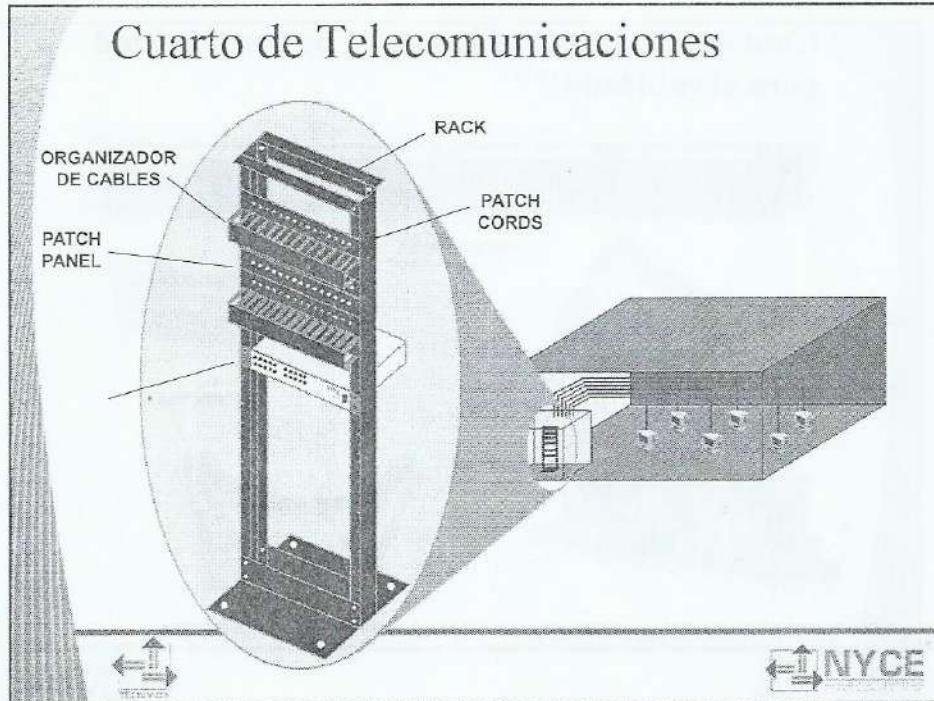 Cuarto de Telecomunicaciones
RACK
ORGANIZADOR
DE CABLES
PATCH
CORDS
PATCH
PANEL
NYCE